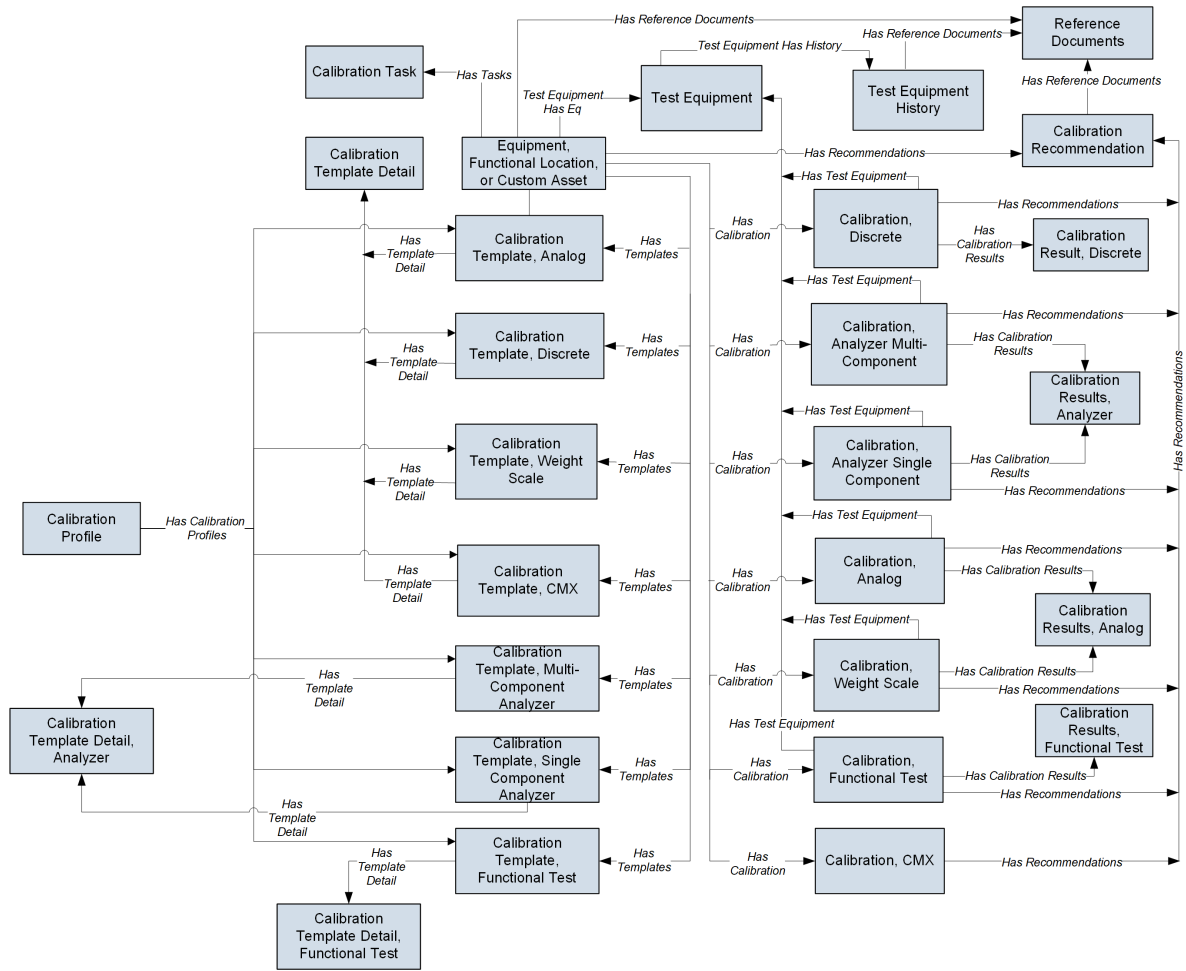 Has Reference Documents
Reference
Documents
Has Reference Documents
Test Equipment Has History
Calibration Task
Has Tasks
Test Equipment
Has Eq
Test Equipment
Test Equipment
History
Has Reference Documents
Calibration
Recommendation
Calibration
Template Detail
Equipment,
Functional Location,
or Custom Asset
Has Recommendations
Has Test Equipment
Calibration,
Discrete
Has Recommendations
Has
Calibration
Has
Calibration
Results
Calibration
Result, Discrete
Has
Template
Detail
Calibration
Template, Analog
Has
Templates
Has Test Equipment
Has
Template
Detail
Calibration
Template, Discrete
Has
Templates
Has
Calibration
Calibration,
Analyzer Multi-
Component
Has Recommendations
Has Calibration
Results
Calibration
Results,
Analyzer
Has Recommendations
Has Test Equipment
Calibration
Template, Weight
Scale
Has
Templates
Has
Calibration
Calibration,
Analyzer Single
Component
Has Calibration
Results
Has Recommendations
Has
Template
Detail
Calibration
Profile
Has Calibration
Profiles
Has Test Equipment
Has
Template
Detail
Calibration
Template, CMX
Has
Templates
Has
Calibration
Calibration,
Analog
Has Recommendations
Has Calibration Results
Calibration
Results, Analog
Has Test Equipment
Has
Template
Detail
Calibration
Template, Multi-
Component
Analyzer
Has
Templates
Has
Calibration
Calibration,
Weight Scale
Has Calibration Results
Has Recommendations
Calibration
Template Detail,
Analyzer
Has Test Equipment
Calibration
Results,
Functional Test
Calibration
Template, Single
Component
Analyzer
Has
Templates
Has
Calibration
Calibration,
Functional Test
Has Calibration Results
Has Recommendations
Has
Template
Detail
Has
Template
Detail
Calibration
Template,
Functional Test
Has
Templates
Has
Calibration
Calibration, CMX
Has Recommendations
Calibration
Template Detail,
Functional Test